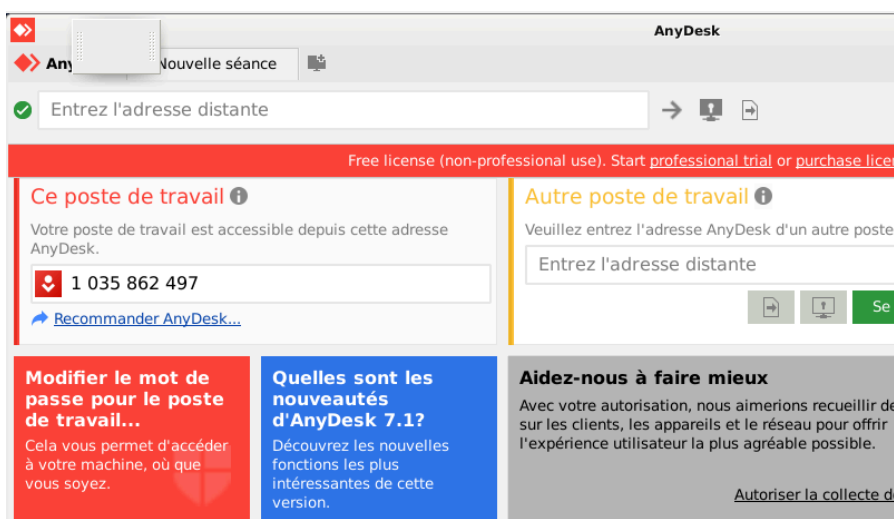 AnyDesk
Nouvelle séance
Entrez l'adresse distante
Free license (non-professional use). Start professional trial or purchase
Ce poste de travail
Votre poste de travail est accessible depuis cette adresse
AnyDesk.
1 035 862 497
Recommander AnyDesk...
Autre poste de travail
Veuillez entrez l'adresse AnyDesk d'un autre poste
Entrez l'adresse distante
Se
Modifier le mot de
passe pour le poste
de travail...
Cela vous permet d'accéder
à votre machine, où que
vous soyez.
Quelles sont les
nouveautés
d'AnyDesk 7.1?
Découvrez les nouvelles
fonctions les plus
intéressantes de cette
version.
Aidez-nous à faire mieux
Avec votre autorisation, nous aimerions recueillir
sur les clients, les appareils et le réseau pour offrir
l'expérience utilisateur la plus agréable possible.
Autoriser la collecte